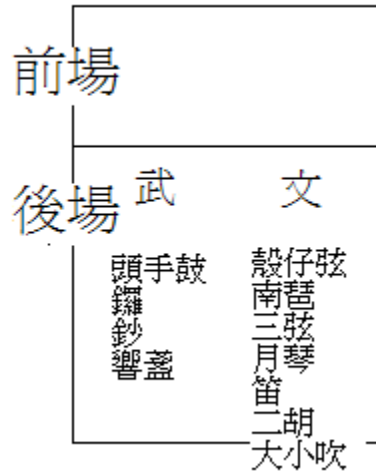 前場
後場
武
文
頭手鼓
鑼
鈔
響盞
殼仔弦
南琶
三弦
月琴
笛
二胡
大小吹